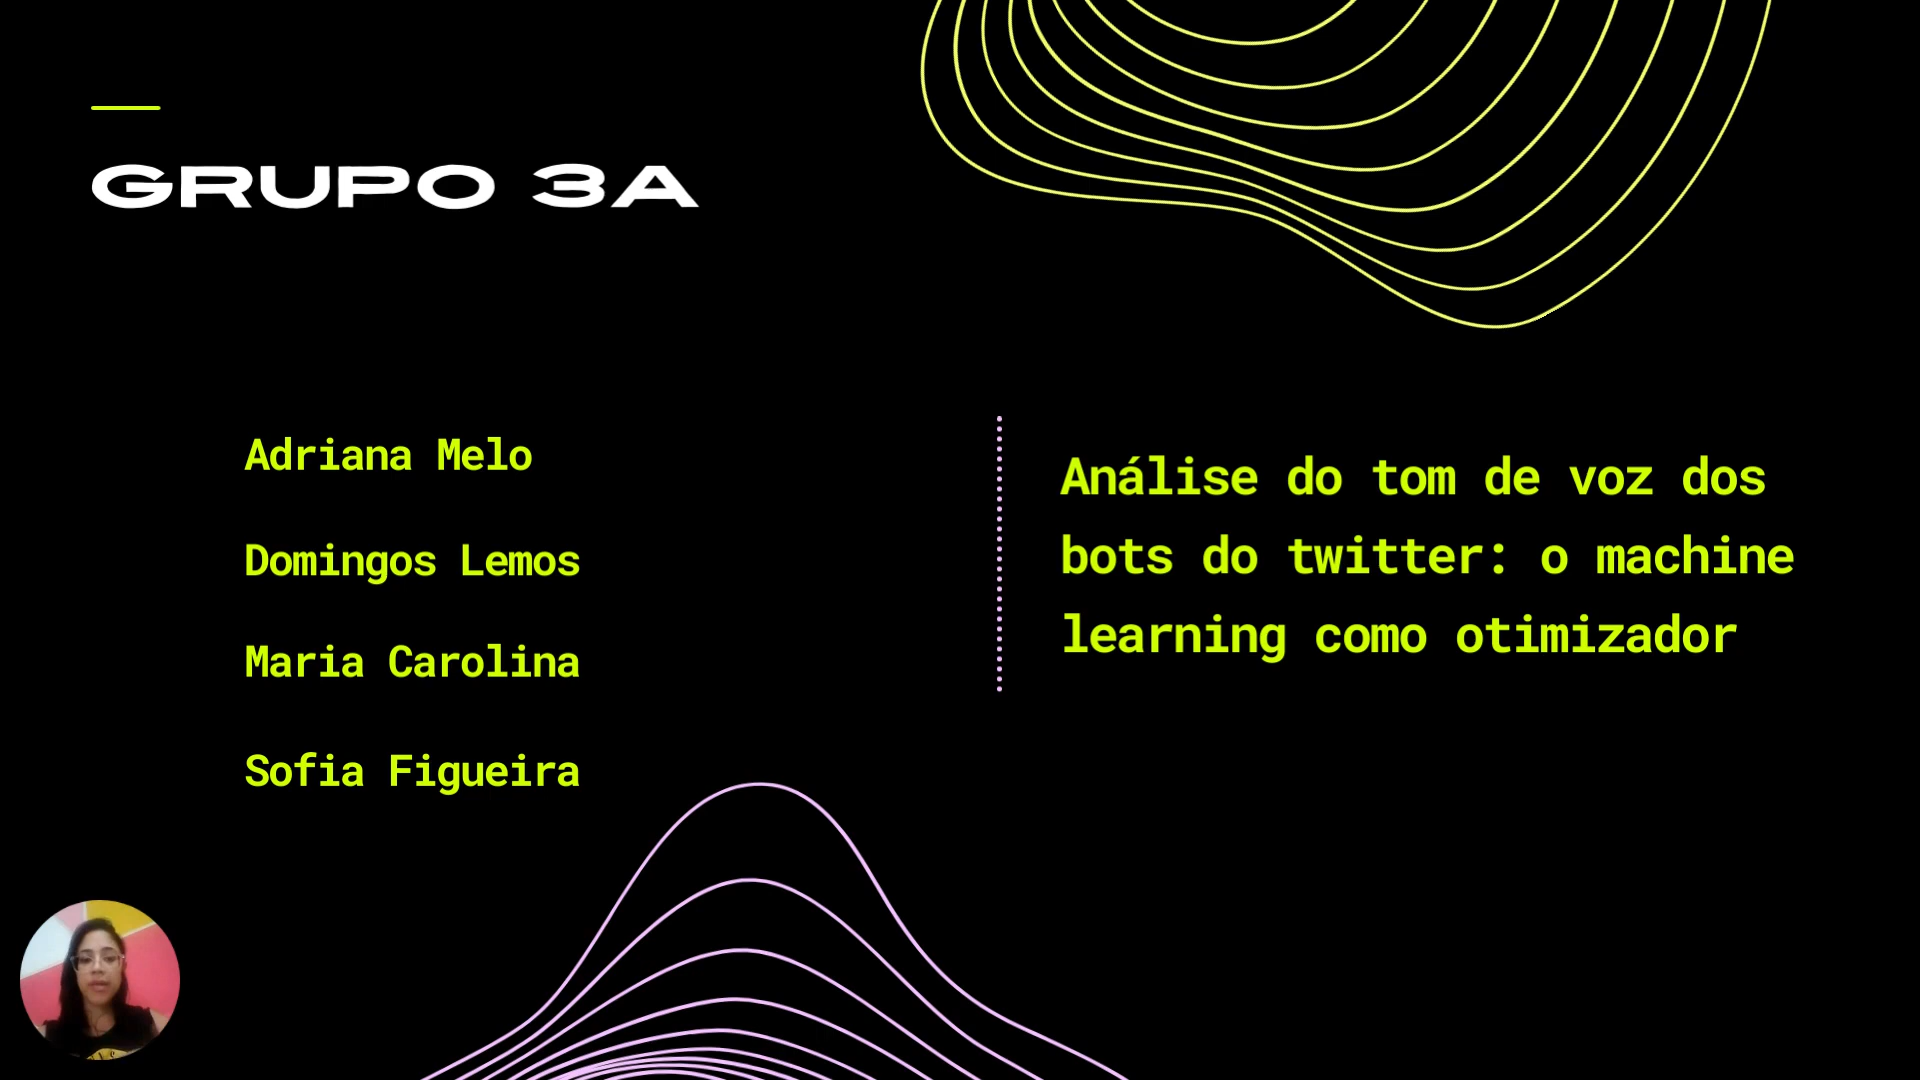 GRUPO 3A
Adriana Melo
Domingos Lemos
Maria Carolina
Sofia Figueira
Análise do tom de voz dos
bots do twitter: o machine
learning como otimizador